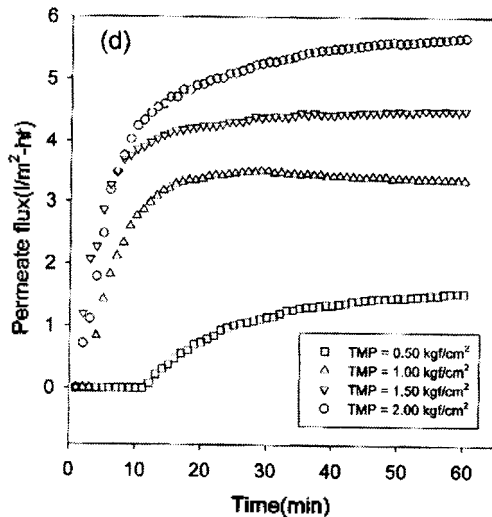 (d)
Permeate flux(l/m²-hr)
6
5
4
3
2
1
0
0 10 20 30 40 50 60 70
Time(min)
TMP = 0.50 kgf/cm²
TMP = 1.00 kgf/cm²
TMP = 1.50 kgf/cm²
TMP = 2.00 kgf/cm²